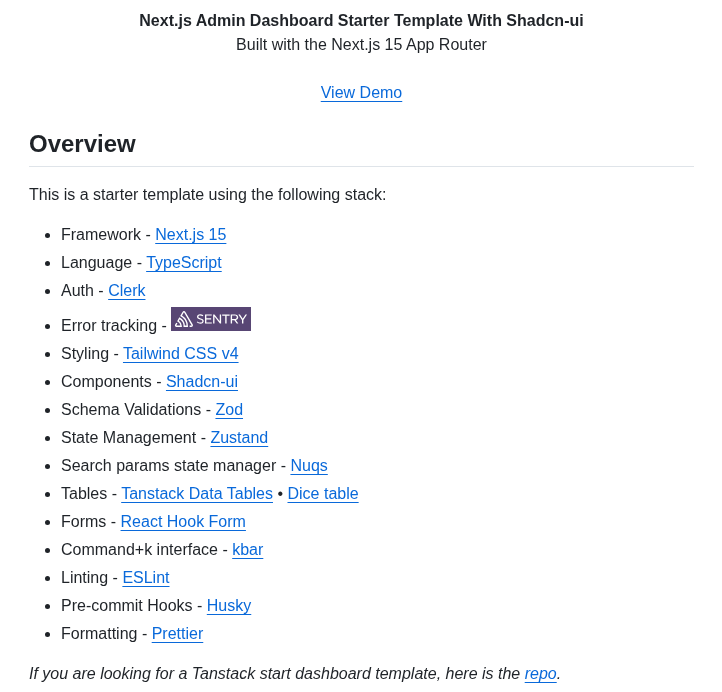 Next.js Admin Dashboard Starter Template With Shadcn-ui
Built with the Next.js 15 App Router
View Demo
Overview
This is a starter template using the following stack:
• Framework - Next.js 15
• Language - TypeScript
• Auth - Clerk
• Error tracking - SENTRY
• Styling - Tailwind CSS v4
• Components - Shadcn-ui
• Schema Validations - Zod
• State Management - Zustand
• Search params state manager - Nuqs
• Tables - Tanstack Data Tables • Dice table
• Forms - React Hook Form
• Command+k interface - kbar
• Linting - ESLint
• Pre-commit Hooks - Husky
• Formatting - Prettier
If you are looking for a Tanstack start dashboard template, here is the repo.